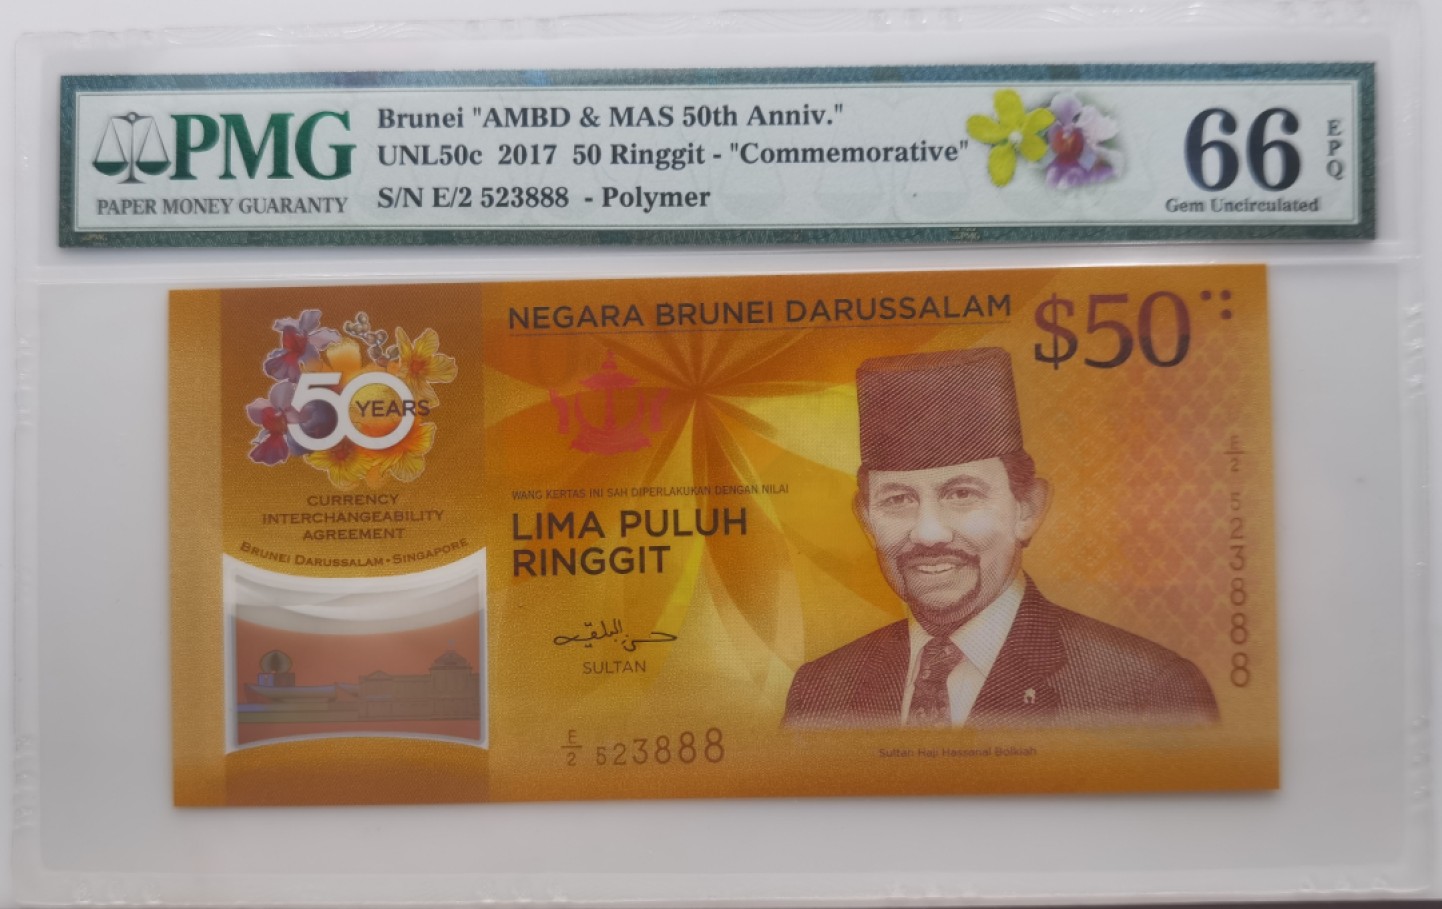 PMG
PAPER MONEY GUARANTY
Brunei "AMBD & MAS 50th Anniv."
UNL50c 2017 50 Ringgit - "Commemorative"
S/N E/2 523888 - Polymer
66
EPQ
Gem Uncirculated
NEGARA BRUNEI DARUSSALAM
$50
50 YEARS
CURRENCY
INTERCHANGEABILITY
AGREEMENT
BRUNEI DARUSSALAM • SINGAPORE
WANG KERTAS INI SAH DIPERLAKUKAN DENGAN NILAI
LIMA PULUH
RINGGIT
SULTAN
E/2 523888
E/2 523888
Sultan Haji Hassanal Bolkiah